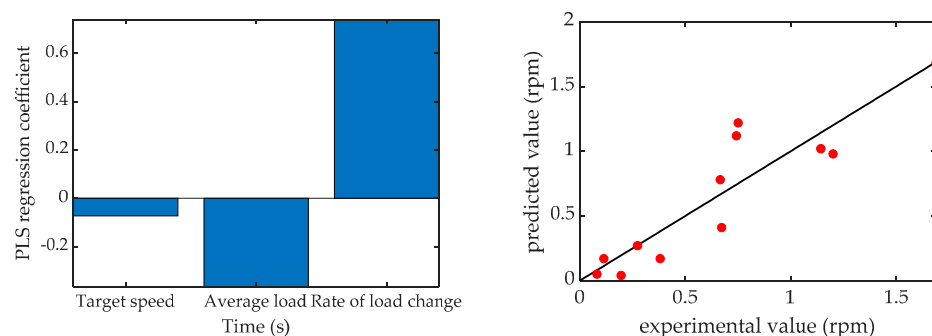 PLS regression coefficient
0.6
0.4
0.2
0
-0.2
Target speed Average load Rate of load change
Time (s)
predicted value (rpm)
2
1.5
1
0.5
0
0 0.5 1 1.5
experimental value (rpm)